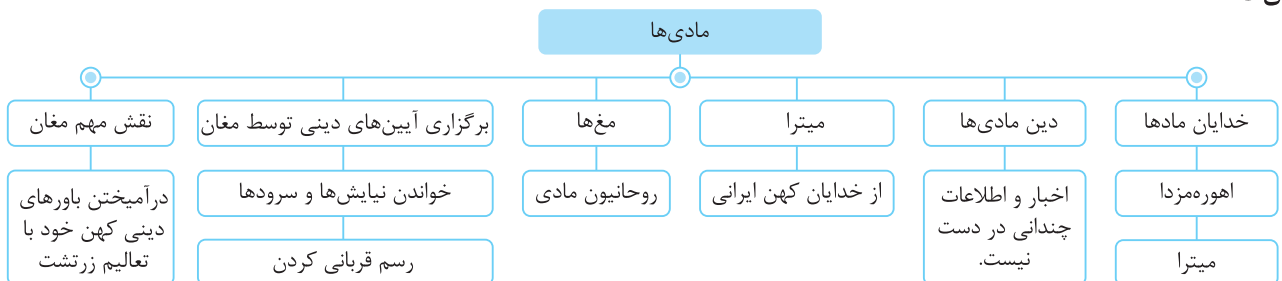 مادی‌ها
خدایان مادها
اهوره‌مزدا
میترا
دین مادی‌ها
اخبار و اطلاعات
چندانی در دست
نیست.
میترا
از خدایان کهن ایرانی
مغ‌ها
روحانیون مادی
برگزاری آیین‌های دینی توسط مغان
خواندن نیایش‌ها و سرودها
رسم قربانی کردن
نقش مهم مغان
درآمیختن باورهای
دینی کهن خود با
تعالیم زرتشت